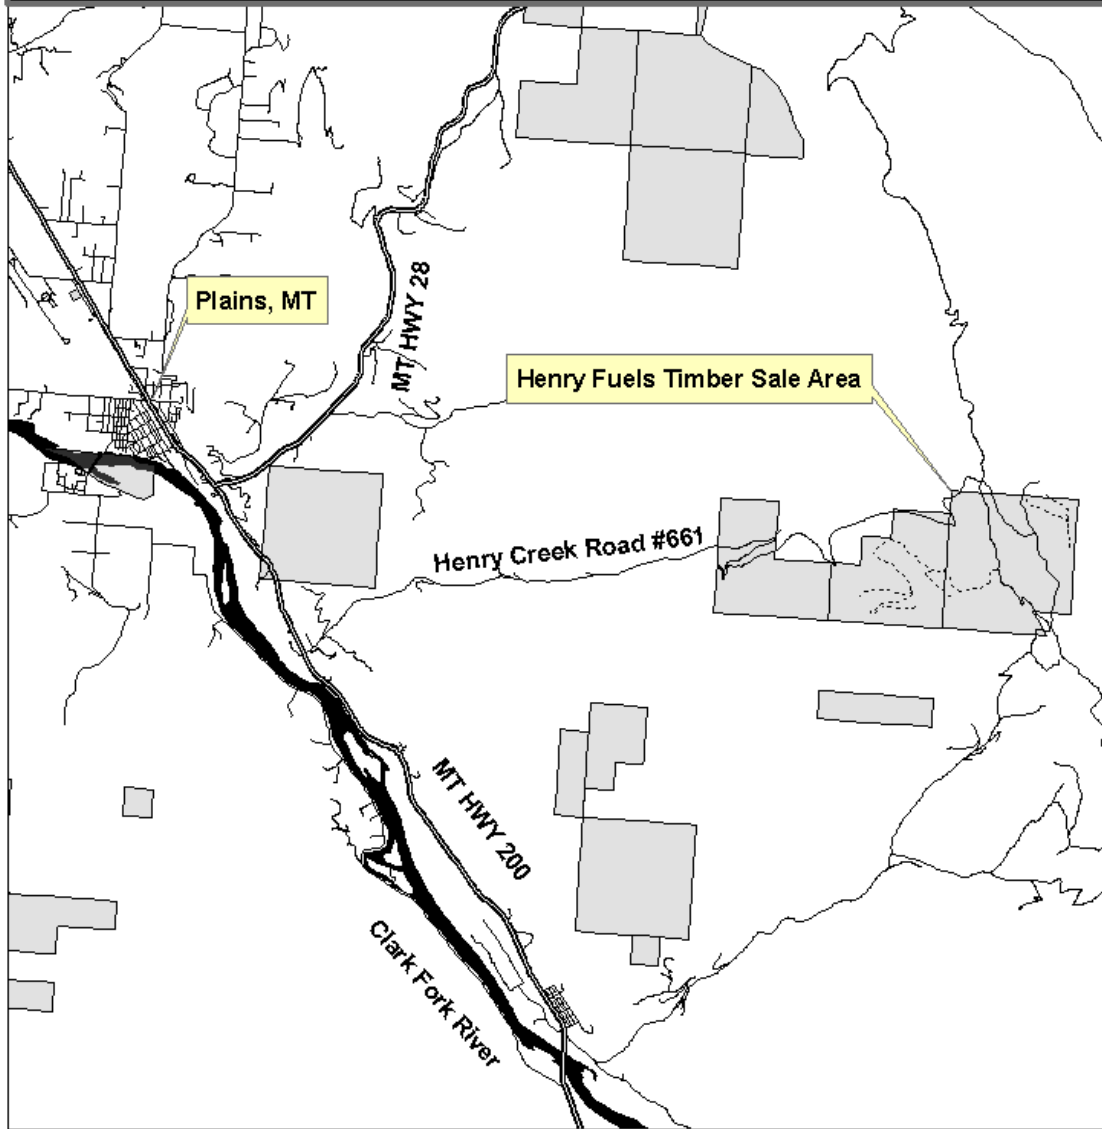 Plains, MT
MT HWY 28
Henry Fuels Timber Sale Area
Henry Creek Road #661
MT HWY 200
Clark Fork River